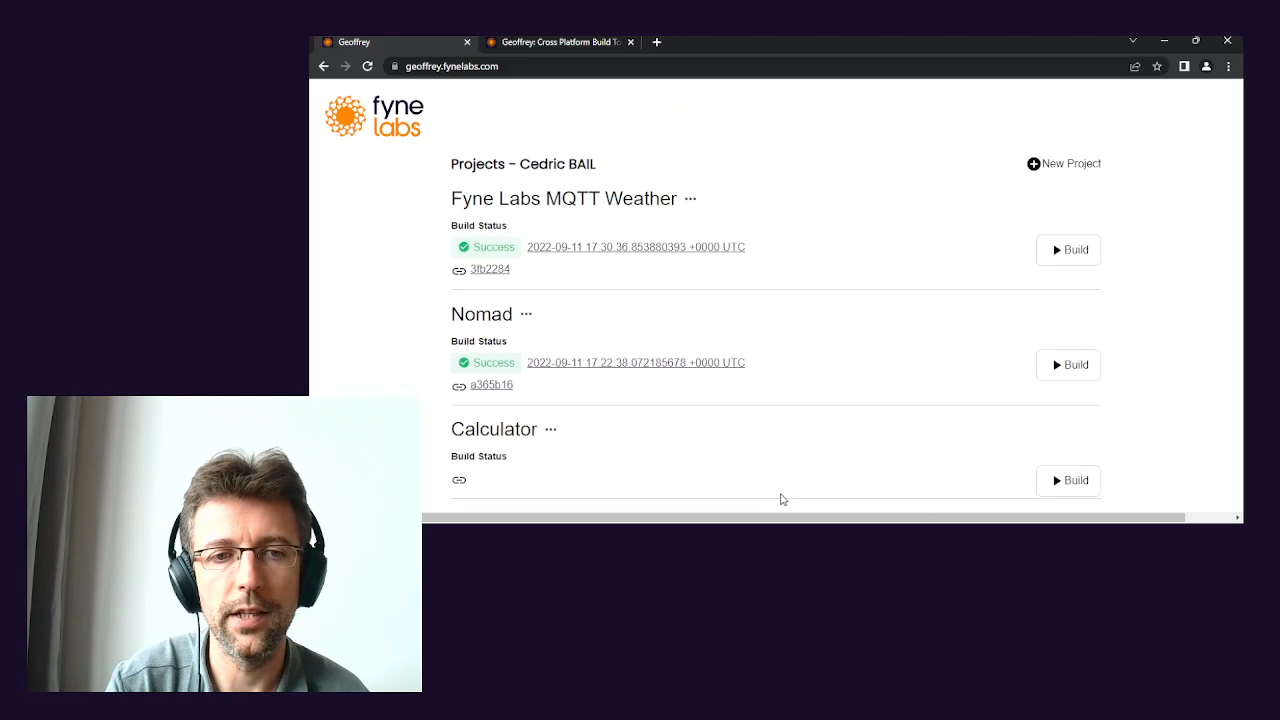 Geoffrey
Geoffrey: Cross Platform Build To
geoffrey.fynelabs.com
fyne
labs
Projects - Cedric BAIL
New Project
Fyne Labs MQTT Weather ...
Build Status
Success 2022-09-11 17:30:36.853880393 +0000 UTC
3fb2284
Build
Nomad ...
Build Status
Success 2022-09-11 17:22:38.072185678 +0000 UTC
a365b16
Build
Calculator ...
Build Status
Build